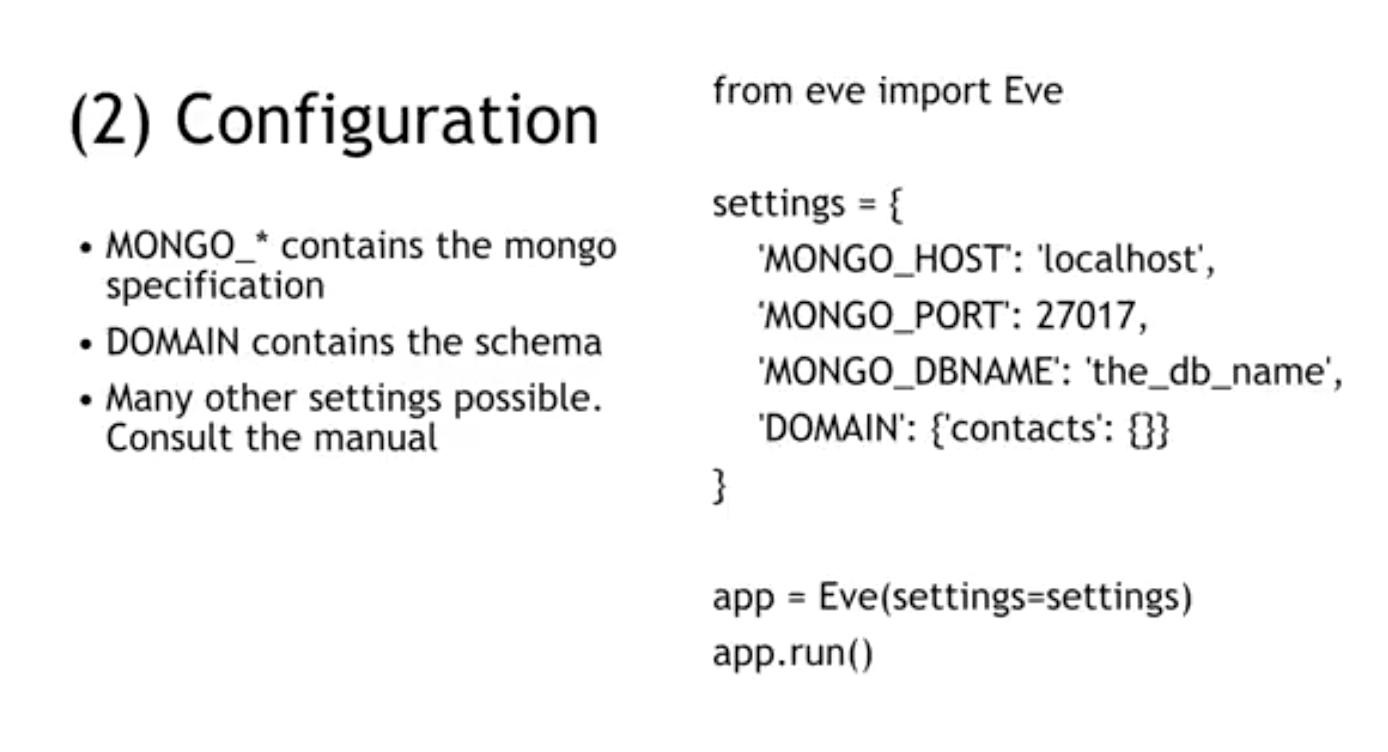 (2) Configuration
• MONGO_* contains the mongo
specification
• DOMAIN contains the schema
• Many other settings possible.
Consult the manual
from eve import Eve
settings = {
'MONGO_HOST': 'localhost',
'MONGO_PORT': 27017,
'MONGO_DBNAME': 'the_db_name',
'DOMAIN': {'contacts': {}}
}
app = Eve(settings=settings)
app.run()